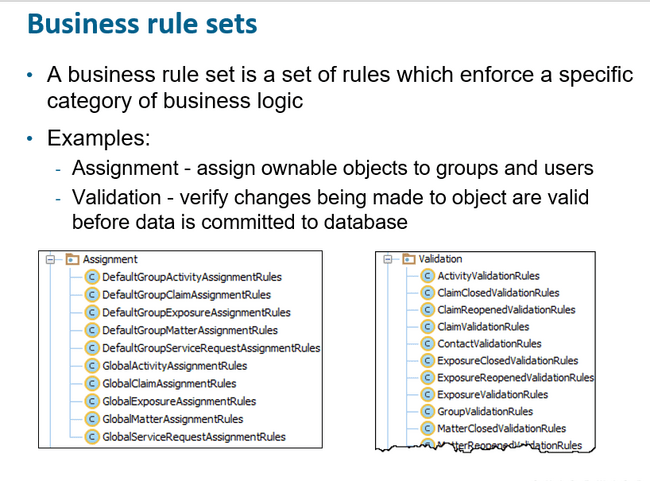 Business rule sets
• A business rule set is a set of rules which enforce a specific
category of business logic
• Examples:
- Assignment - assign ownable objects to groups and users
- Validation - verify changes being made to object are valid
before data is committed to database
Assignment
DefaultGroupActivityAssignmentRules
DefaultGroupClaimAssignmentRules
DefaultGroupExposureAssignmentRules
DefaultGroupMatterAssignmentRules
DefaultGroupServiceRequestAssignmentRules
GlobalActivityAssignmentRules
GlobalClaimAssignmentRules
GlobalExposureAssignmentRules
GlobalMatterAssignmentRules
GlobalServiceRequestAssignmentRules
Validation
ActivityValidationRules
ClaimClosedValidationRules
ClaimReopenedValidationRules
ClaimValidationRules
ContactValidationRules
ExposureClosedValidationRules
ExposureReopenedValidationRules
ExposureValidationRules
GroupValidationRules
MatterClosedValidationRules
MatterReopenedValidationRules